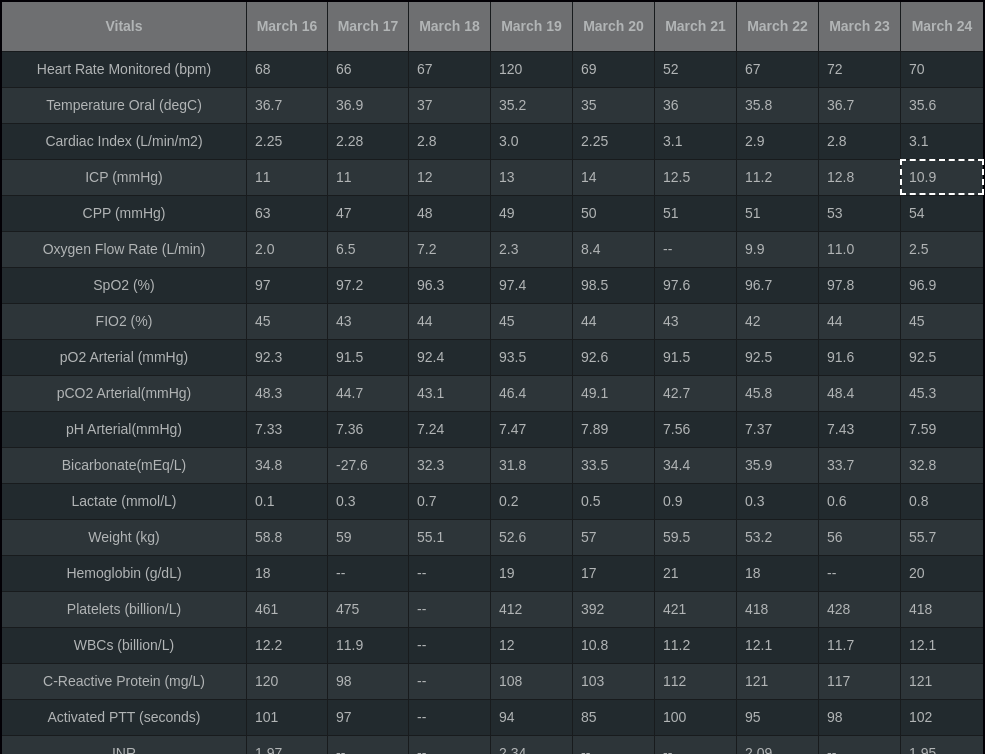 Vitals March 16 March 17 March 18 March 19 March 20 March 21 March 22 March 23 March 24
Heart Rate Monitored (bpm) 68 66 67 120 69 52 67 72 70
Temperature Oral (degC) 36.7 36.9 37 35.2 35 36 35.8 36.7 35.6
Cardiac Index (L/min/m2) 2.25 2.28 2.8 3.0 2.25 3.1 2.9 2.8 3.1
ICP (mmHg) 11 11 12 13 14 12.5 11.2 12.8 10.9
CPP (mmHg) 63 47 48 49 50 51 51 53 54
Oxygen Flow Rate (L/min) 2.0 6.5 7.2 2.3 8.4 -- 9.9 11.0 2.5
SpO2 (%) 97 97.2 96.3 97.4 98.5 97.6 96.7 97.8 96.9
FIO2 (%) 45 43 44 45 44 43 42 44 45
pO2 Arterial (mmHg) 92.3 91.5 92.4 93.5 92.6 91.5 92.5 91.6 92.5
pCO2 Arterial(mmHg) 48.3 44.7 43.1 46.4 49.1 42.7 45.8 48.4 45.3
pH Arterial(mmHg) 7.33 7.36 7.24 7.47 7.89 7.56 7.37 7.43 7.59
Bicarbonate(mEq/L) 34.8 -27.6 32.3 31.8 33.5 34.4 35.9 33.7 32.8
Lactate (mmol/L) 0.1 0.3 0.7 0.2 0.5 0.9 0.3 0.6 0.8
Weight (kg) 58.8 59 55.1 52.6 57 59.5 53.2 56 55.7
Hemoglobin (g/dL) 18 -- -- 19 17 21 18 -- 20
Platelets (billion/L) 461 475 -- 412 392 421 418 428 418
WBCs (billion/L) 12.2 11.9 -- 12 10.8 11.2 12.1 11.7 12.1
C-Reactive Protein (mg/L) 120 98 -- 108 103 112 121 117 121
Activated PTT (seconds) 101 97 -- 94 85 100 95 98 102
INR 1.97 -- -- 2.34 -- -- 2.09 -- 1.95